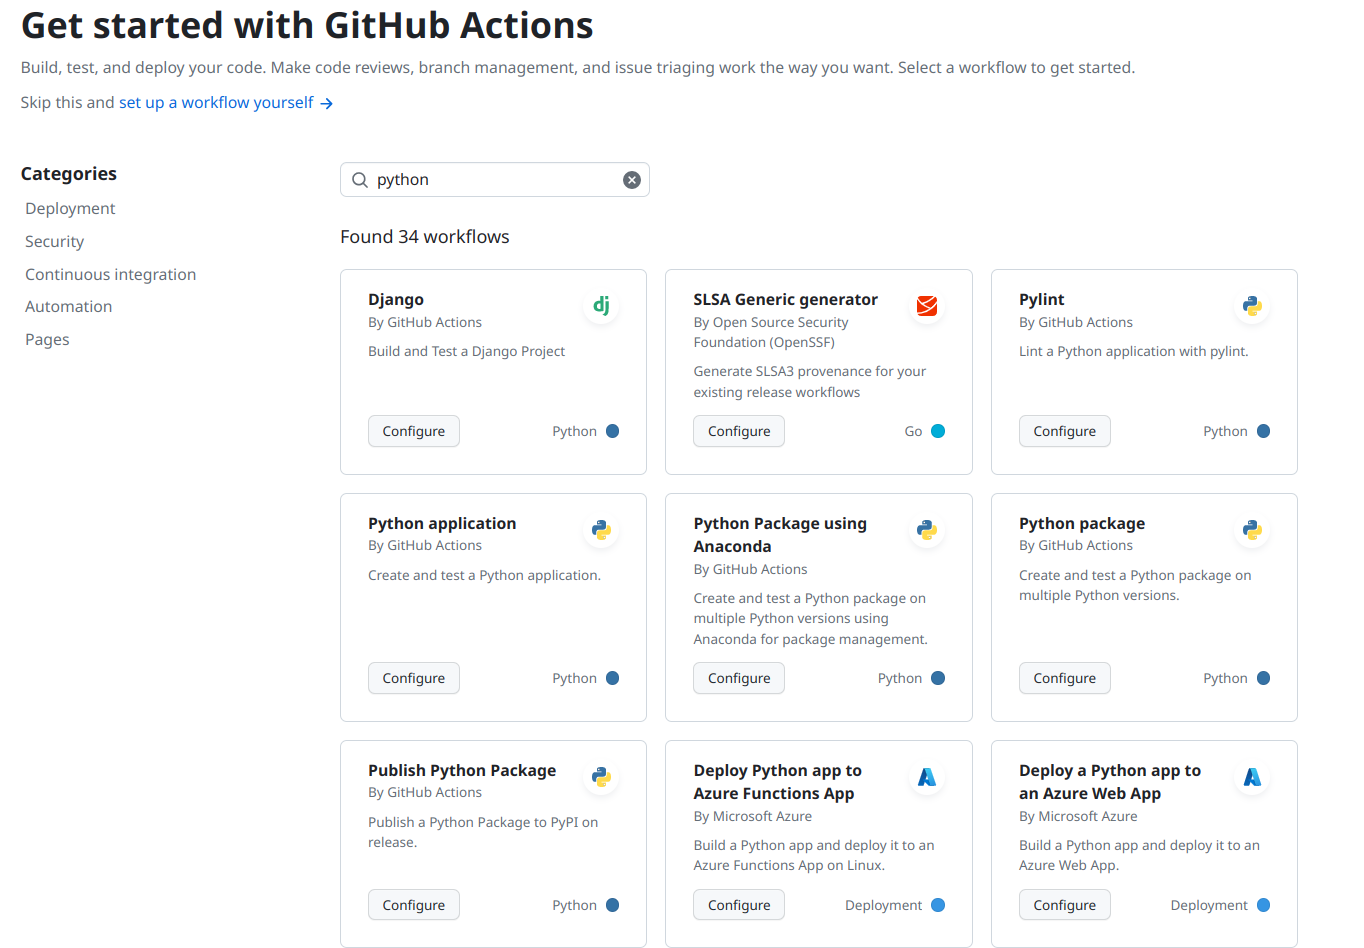 Get started with GitHub Actions
Build, test, and deploy your code. Make code reviews, branch management, and issue triaging work the way you want. Select a workflow to get started.
Skip this and set up a workflow yourself →
Categories
Deployment
Security
Continuous integration
Automation
Pages
python
Found 34 workflows
Django
By GitHub Actions
Build and Test a Django Project
Configure
Python
dj
SLSA Generic generator
By Open Source Security
Foundation (OpenSSF)
Generate SLSA3 provenance for your
existing release workflows
Configure
Go
Pylint
By GitHub Actions
Lint a Python application with pylint.
Configure
Python
Python application
By GitHub Actions
Create and test a Python application.
Configure
Python
Python Package using
Anaconda
By GitHub Actions
Create and test a Python package on
multiple Python versions using
Anaconda for package management.
Configure
Python
Python package
By GitHub Actions
Create and test a Python package on
multiple Python versions.
Configure
Python
Publish Python Package
By GitHub Actions
Publish a Python Package to PyPI on
release.
Configure
Python
Deploy Python app to
Azure Functions App
By Microsoft Azure
Build a Python app and deploy it to an
Azure Functions App on Linux.
Configure
Deployment
Deploy a Python app to
an Azure Web App
By Microsoft Azure
Build a Python app and deploy it to an
Azure Web App.
Configure
Deployment